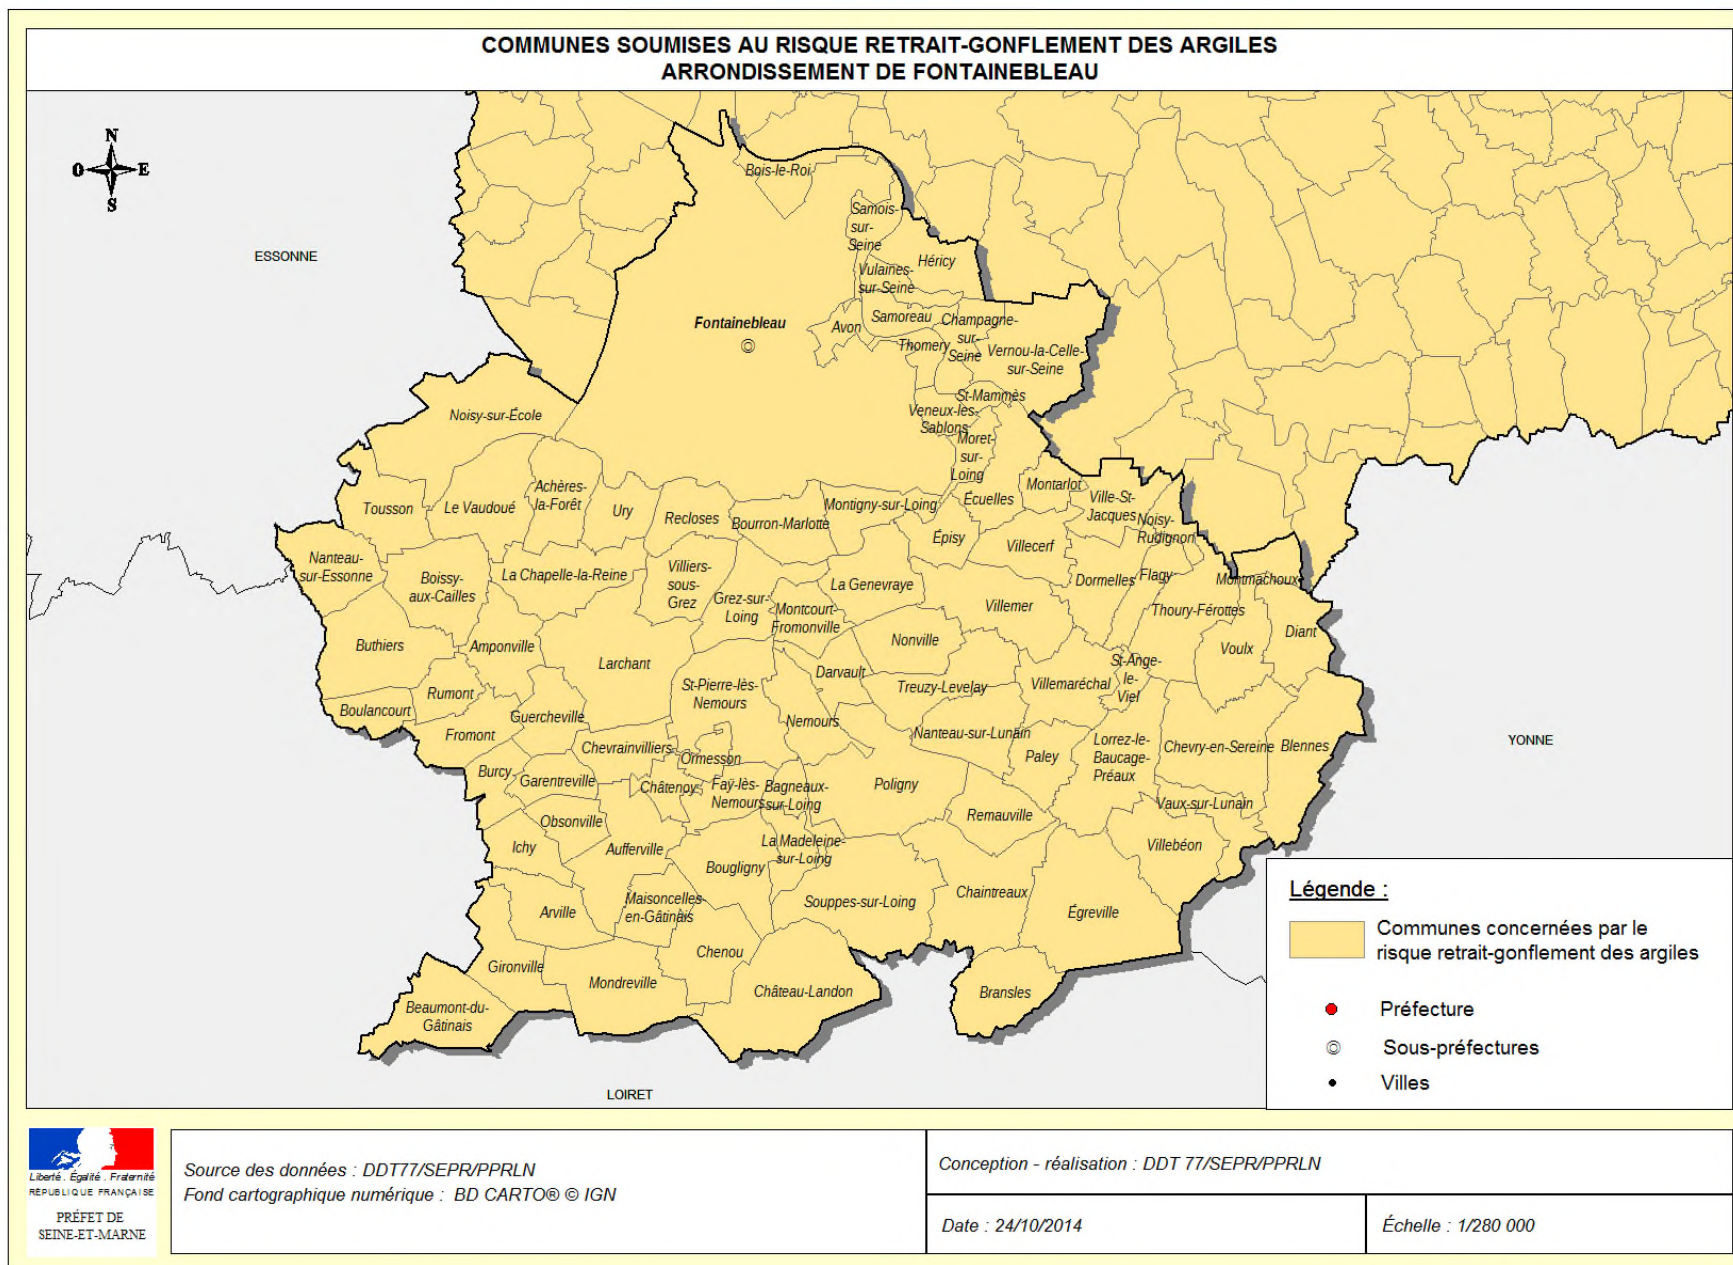 COMMUNES SOUMISES AU RISQUE RETRAIT-GONFLEMENT DES ARGILES
ARRONDISSEMENT DE FONTAINEBLEAU
N
O
E
S
ESSONNE
Bois-le-Roi
Samois-
sur-
Seine
Héricy
Vulaines-
sur-Seine
Fontainebleau
Avon
Samoreau
Champagne-
sur-
Seine
Thomery
Vernou-la-Celle-
sur-Seine
St-Mammès
Veneux-les-
Sablons
Moret-
sur-
Loing
Noisy-sur-École
Tousson
Le Vaudoué
Achères-
la-Forêt
Ury
Recloses
Bourron-Marlotte
Montigny-sur-Loing
Écuelles
Montarlot
Ville-St-
Jacques
Noisy-
Rudignon
Épisy
Villecerf
Nanteau-
sur-Essonne
Boissy-
aux-Cailles
La Chapelle-la-Reine
Villiers-
sous-
Grez
Grez-sur-
Loing
Montcourt-
Fromonville
La Genevraye
Villemer
Dormelles
Flagy
Montmachoux
Thoury-Férottes
Diant
Voulx
Buthiers
Amponville
Larchant
Nonville
Darvault
St-Ange-
le-
Viel
Rumont
Boulancourt
Guercheville
St-Pierre-lès-
Nemours
Treuzy-Levelay
Villemaréchal
Nemours
Fromont
Chevrainvilliers
Ormesson
Nanteau-sur-Lunain
Paley
Lorrez-le-
Bocage-
Préaux
Chevry-en-Sereine
Blennes
YONNE
Burcy
Garentreville
Châtenoy
Faÿ-lès-
Nemours
Bagneaux-
sur-Loing
Poligny
Remauville
Vaux-sur-Lunain
Obsonville
Ichy
Aufferville
Bougligny
La Madeleine-
sur-Loing
Villebéon
Arville
Maisoncelles-
en-Gâtinais
Souppes-sur-Loing
Chaintreaux
Égreville
Gironville
Mondreville
Chenou
Château-Landon
Bransles
Beaumont-du-
Gâtinais
LOIRET
Légende :
Communes concernées par le
risque retrait-gonflement des argiles
Préfecture
Sous-préfectures
Villes
Liberté . Égalité . Fraternité
RÉPUBLIQUE FRANÇAISE
PRÉFET DE
SEINE-ET-MARNE
Source des données : DDT77/SEPR/PPRLN
Fond cartographique numérique : BD CARTO® © IGN
Conception - réalisation : DDT 77/SEPR/PPRLN
Date : 24/10/2014
Échelle : 1/280 000